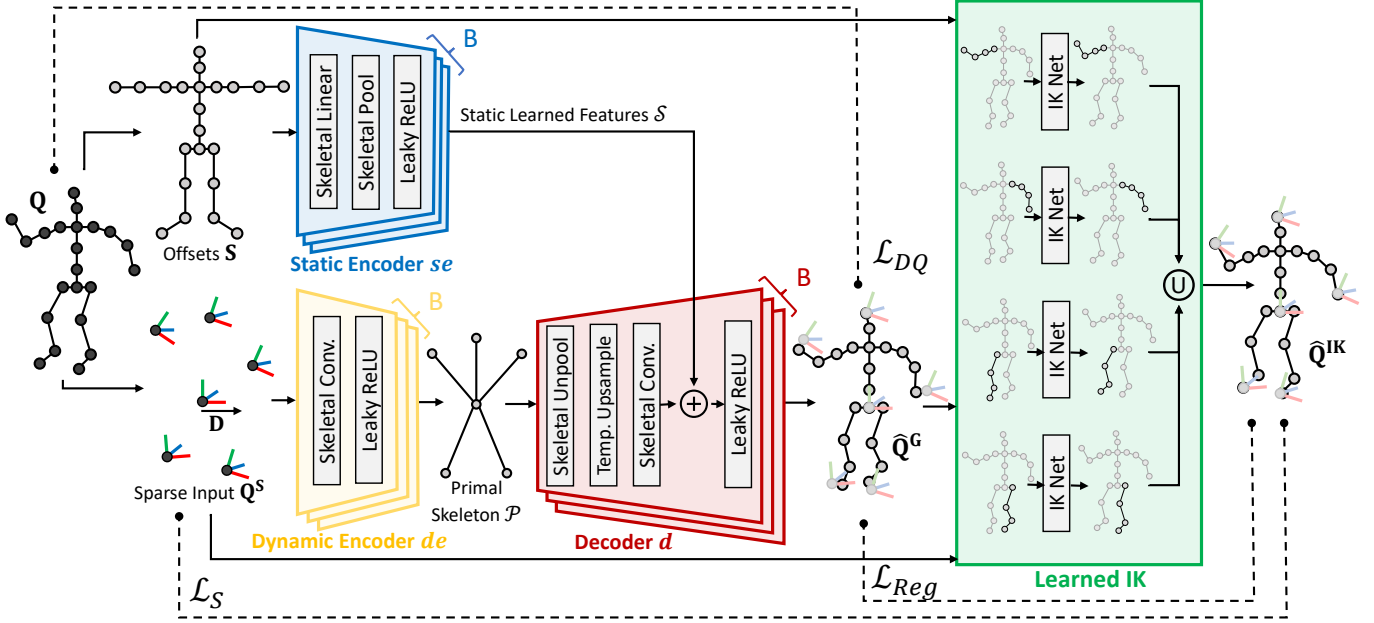 Q
Offsets S
Skeletal Linear
Skeletal Pool
Leaky ReLU
B
Static Encoder se
Static Learned Features 𝒮
D
Sparse Input Q^S
Skeletal Conv.
Leaky ReLU
B
Dynamic Encoder de
Primal
Skeleton 𝒫
Skeletal Unpool
Temp. Upsample
Skeletal Conv.
+
Leaky ReLU
B
Decoder d
ℒ_DQ
Q̂^G
IK Net
IK Net
IK Net
IK Net
U
Learned IK
Q̂^IK
ℒ_S
ℒ_Reg